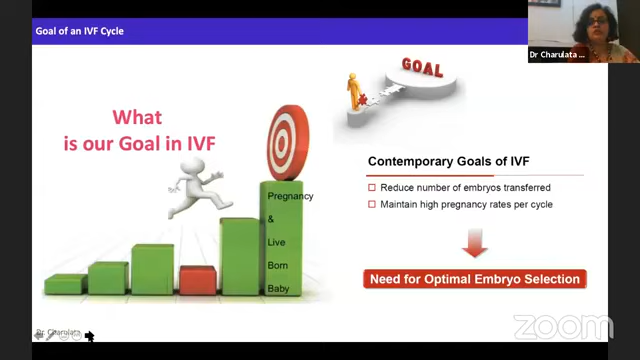 Goal of an IVF Cycle
Dr Charulata ...
What
is our Goal in IVF
Pregnancy
&
Live
Born
Baby
GOAL
Contemporary Goals of IVF
Reduce number of embryos transferred
Maintain high pregnancy rates per cycle
Need for Optimal Embryo Selection
Dr. Charulata
zoom